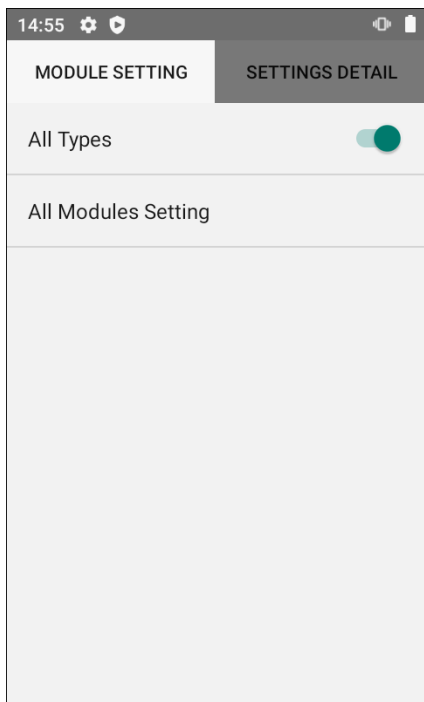 14:55
MODULE SETTING SETTINGS DETAIL
All Types
All Modules Setting